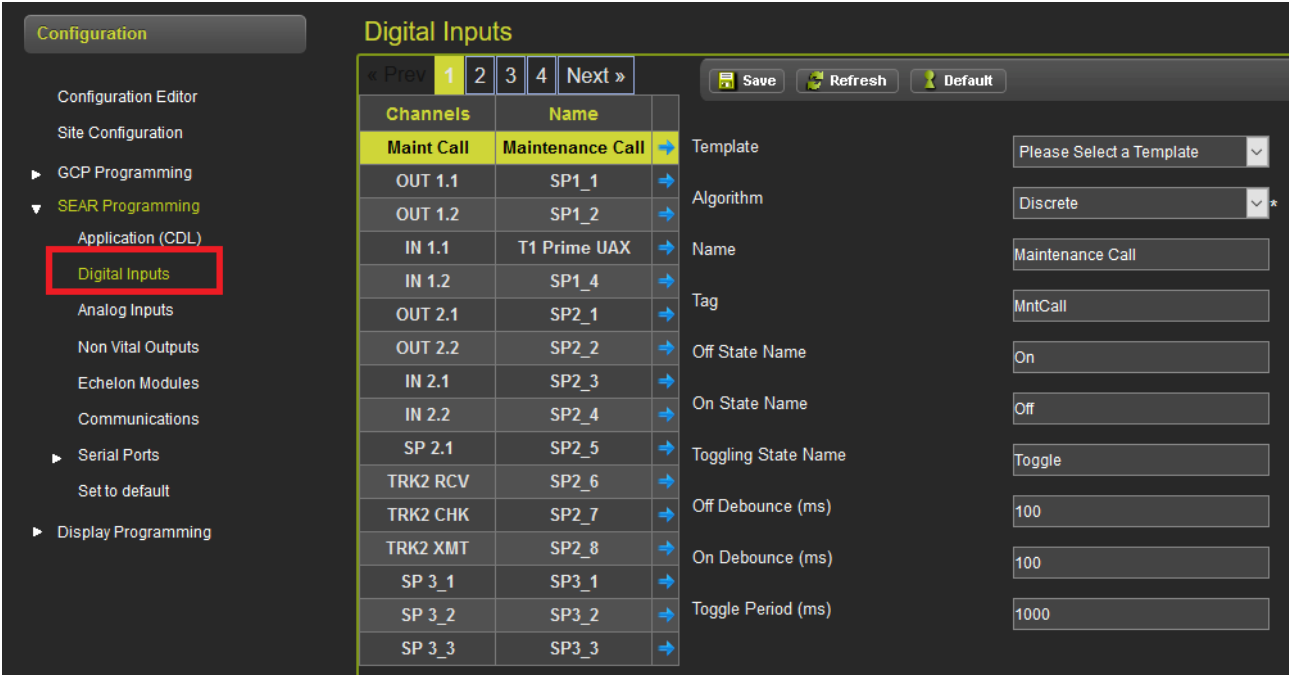 Configuration
Configuration Editor
Site Configuration
GCP Programming
SEAR Programming
Application (CDL)
Digital Inputs
Analog Inputs
Non Vital Outputs
Echelon Modules
Communications
Serial Ports
Set to default
Display Programming
Digital Inputs
« Prev 1 2 3 4 Next »
Channels Name
Maint Call Maintenance Call
OUT 1.1 SP1_1
OUT 1.2 SP1_2
IN 1.1 T1 Prime UAX
IN 1.2 SP1_4
OUT 2.1 SP2_1
OUT 2.2 SP2_2
IN 2.1 SP2_3
IN 2.2 SP2_4
SP 2.1 SP2_5
TRK2 RCV SP2_6
TRK2 CHK SP2_7
TRK2 XMT SP2_8
SP 3_1 SP3_1
SP 3_2 SP3_2
SP 3_3 SP3_3
Save Refresh Default
Template Please Select a Template
Algorithm Discrete *
Name Maintenance Call
Tag MntCall
Off State Name On
On State Name Off
Toggling State Name Toggle
Off Debounce (ms) 100
On Debounce (ms) 100
Toggle Period (ms) 1000